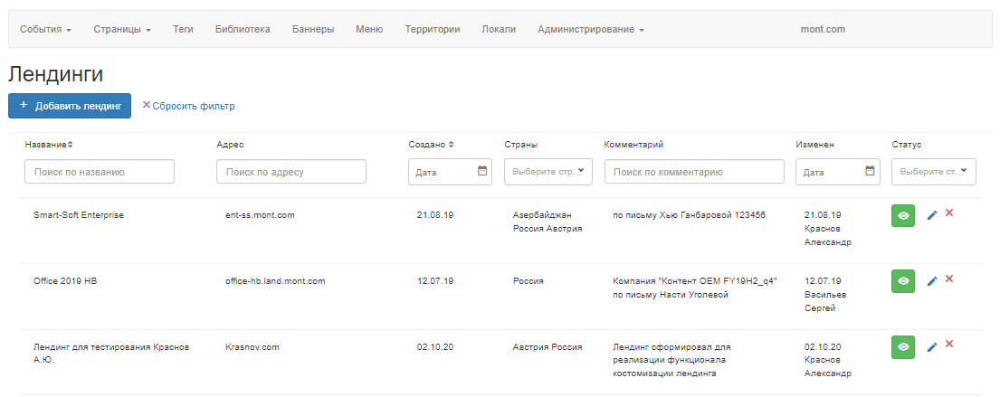 События Страницы Теги Библиотека Баннеры Меню Территории Локали Администрирование mont.com
Лендинги
+ Добавить лендинг × Сбросить фильтр
Название Адрес Создано Страны Комментарий Изменен Статус
Поиск по названию Поиск по адресу Дата Выберите стр... Поиск по комментарию Дата Выберите ст...
Smart-Soft Enterprise ent-ss.mont.com 21.08.19 Азербайджан по письму Хью Ганбаровой 123456 21.08.19
Россия Австрия Краснов
Александр
Office 2019 HB office-hb.land.mont.com 12.07.19 Россия Компания "Контент OEM FY19H2_q4" 12.07.19
по письму Насти Уголевой Васильев
Сергей
Лендинг для тестирования Краснов Krasnov.com 02.10.20 Австрия Россия Лендинг сформировал для 02.10.20
А.Ю. реализации функционала Краснов
костомизации лендинга Александр